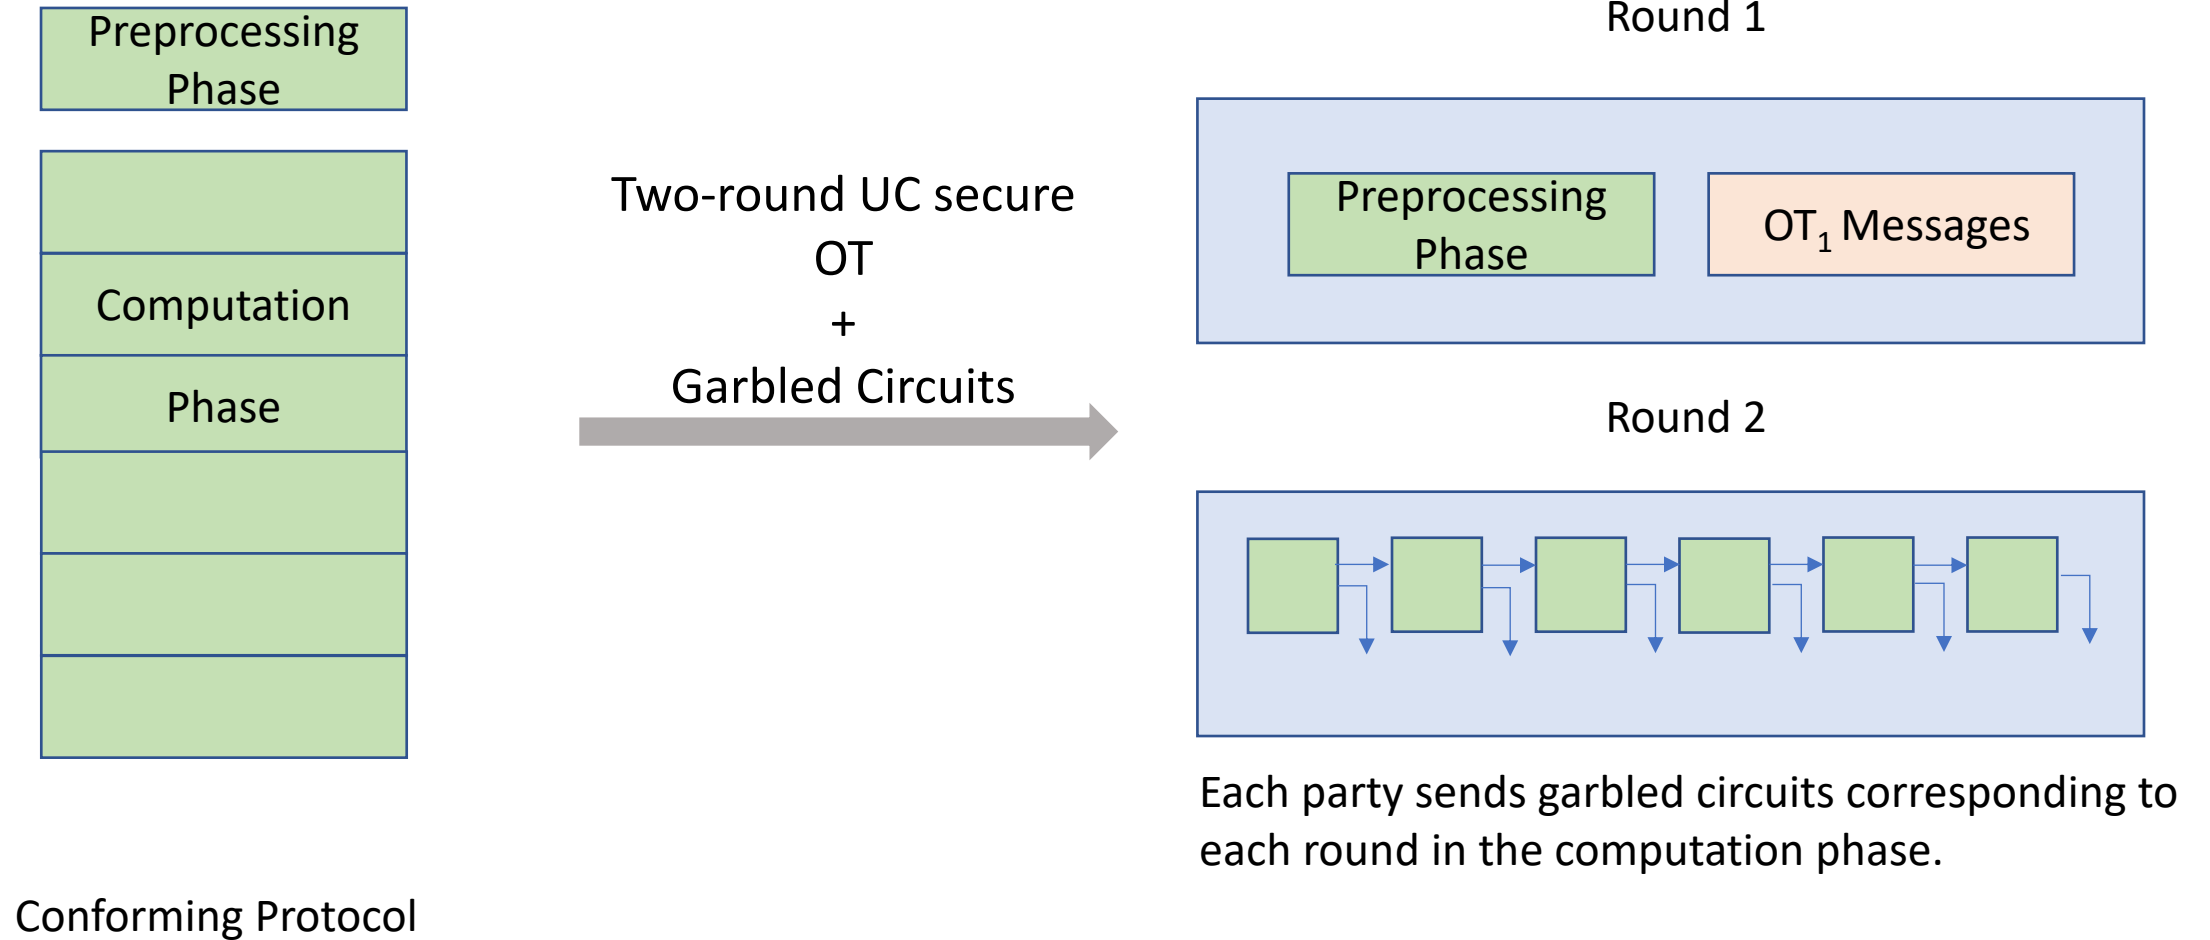 Preprocessing
Phase
Computation
Phase
Conforming Protocol
Two-round UC secure
OT
+
Garbled Circuits
Round 1
Preprocessing
Phase
OT₁ Messages
Round 2
Each party sends garbled circuits corresponding to
each round in the computation phase.